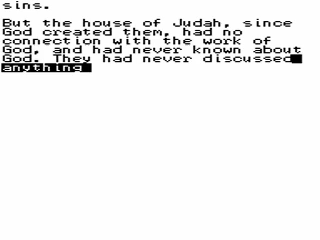 sins.
But the house of Judah, since
God created them, had no
connection with the work of
God, and had never known about
God. They had never discussed
anything